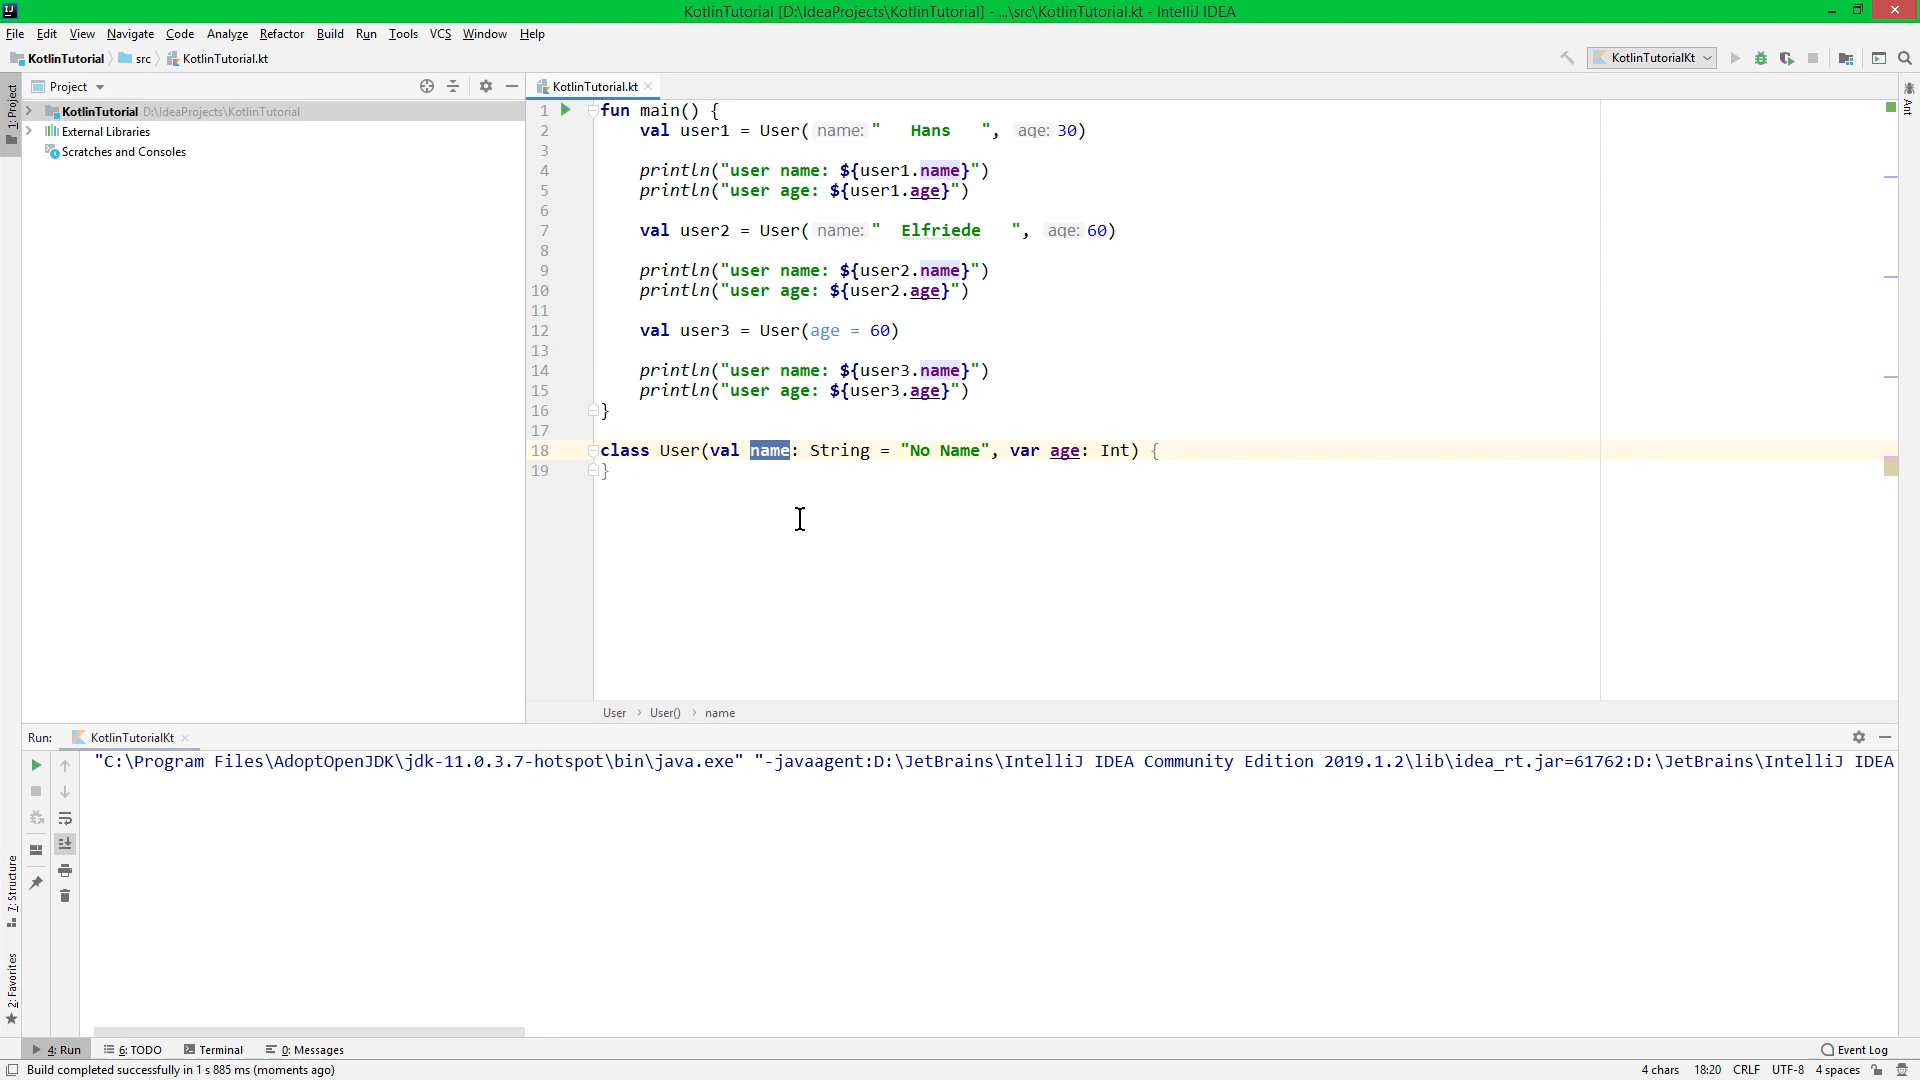 KotlinTutorial [D:\IdeaProjects\KotlinTutorial] - ...\src\KotlinTutorial.kt - IntelliJ IDEA
File Edit View Navigate Code Analyze Refactor Build Run Tools VCS Window Help
KotlinTutorial src KotlinTutorial.kt KotlinTutorialKt
1: Project
Project
KotlinTutorial.kt
Ant
KotlinTutorial D:\IdeaProjects\KotlinTutorial
External Libraries
Scratches and Consoles
1 fun main() {
2 val user1 = User( name: "   Hans   ", age: 30)
3
4 println("user name: ${user1.name}")
5 println("user age: ${user1.age}")
6
7 val user2 = User( name: "  Elfriede   ", age: 60)
8
9 println("user name: ${user2.name}")
10 println("user age: ${user2.age}")
11
12 val user3 = User(age = 60)
13
14 println("user name: ${user3.name}")
15 println("user age: ${user3.age}")
16 }
17
18 class User(val name: String = "No Name", var age: Int) {
19 }
User User() name
Run: KotlinTutorialKt
"C:\Program Files\AdoptOpenJDK\jdk-11.0.3.7-hotspot\bin\java.exe" "-javaagent:D:\JetBrains\IntelliJ IDEA Community Edition 2019.1.2\lib\idea_rt.jar=61762:D:\JetBrains\IntelliJ IDEA
7: Structure
2: Favorites
4: Run 6: TODO Terminal 0: Messages Event Log
Build completed successfully in 1 s 885 ms (moments ago) 4 chars 18:20 CRLF UTF-8 4 spaces